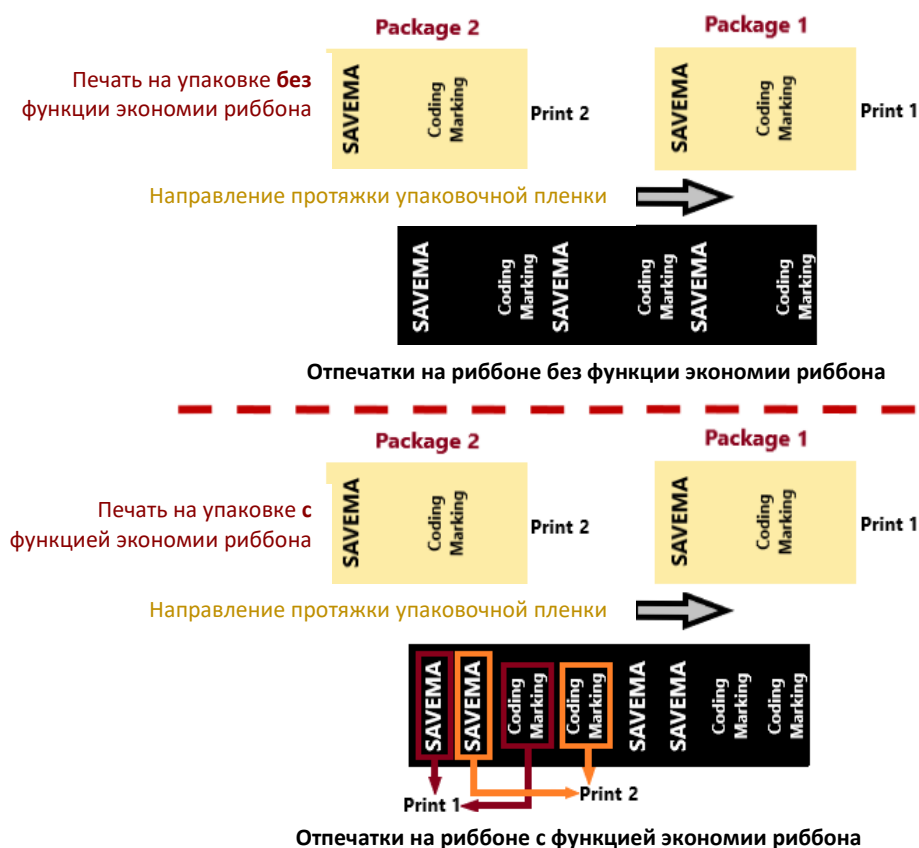 Package 2
Package 1
Печать на упаковке без
функции экономии риббона
SAVEMA
Coding
Marking
Print 2
SAVEMA
Coding
Marking
Print 1
Направление протяжки упаковочной пленки
SAVEMA
Coding
Marking
SAVEMA
Coding
Marking
SAVEMA
Coding
Marking
Отпечатки на риббоне без функции экономии риббона
Package 2
Package 1
Печать на упаковке с
функцией экономии риббона
SAVEMA
Coding
Marking
Print 2
SAVEMA
Coding
Marking
Print 1
Направление протяжки упаковочной пленки
SAVEMA
SAVEMA
Coding
Marking
Coding
Marking
SAVEMA
SAVEMA
Coding
Marking
Coding
Marking
Print 1
Print 2
Отпечатки на риббоне с функцией экономии риббона